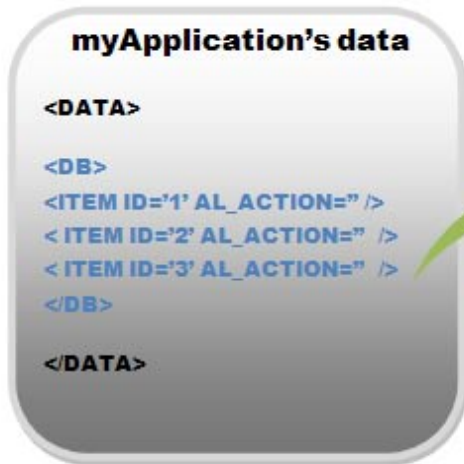 myApplication's data
<DATA>
<DB>
<ITEM ID='1' AL_ACTION=" />
< ITEM ID='2' AL_ACTION="  />
< ITEM ID='3' AL_ACTION="  />
</DB>
</DATA>